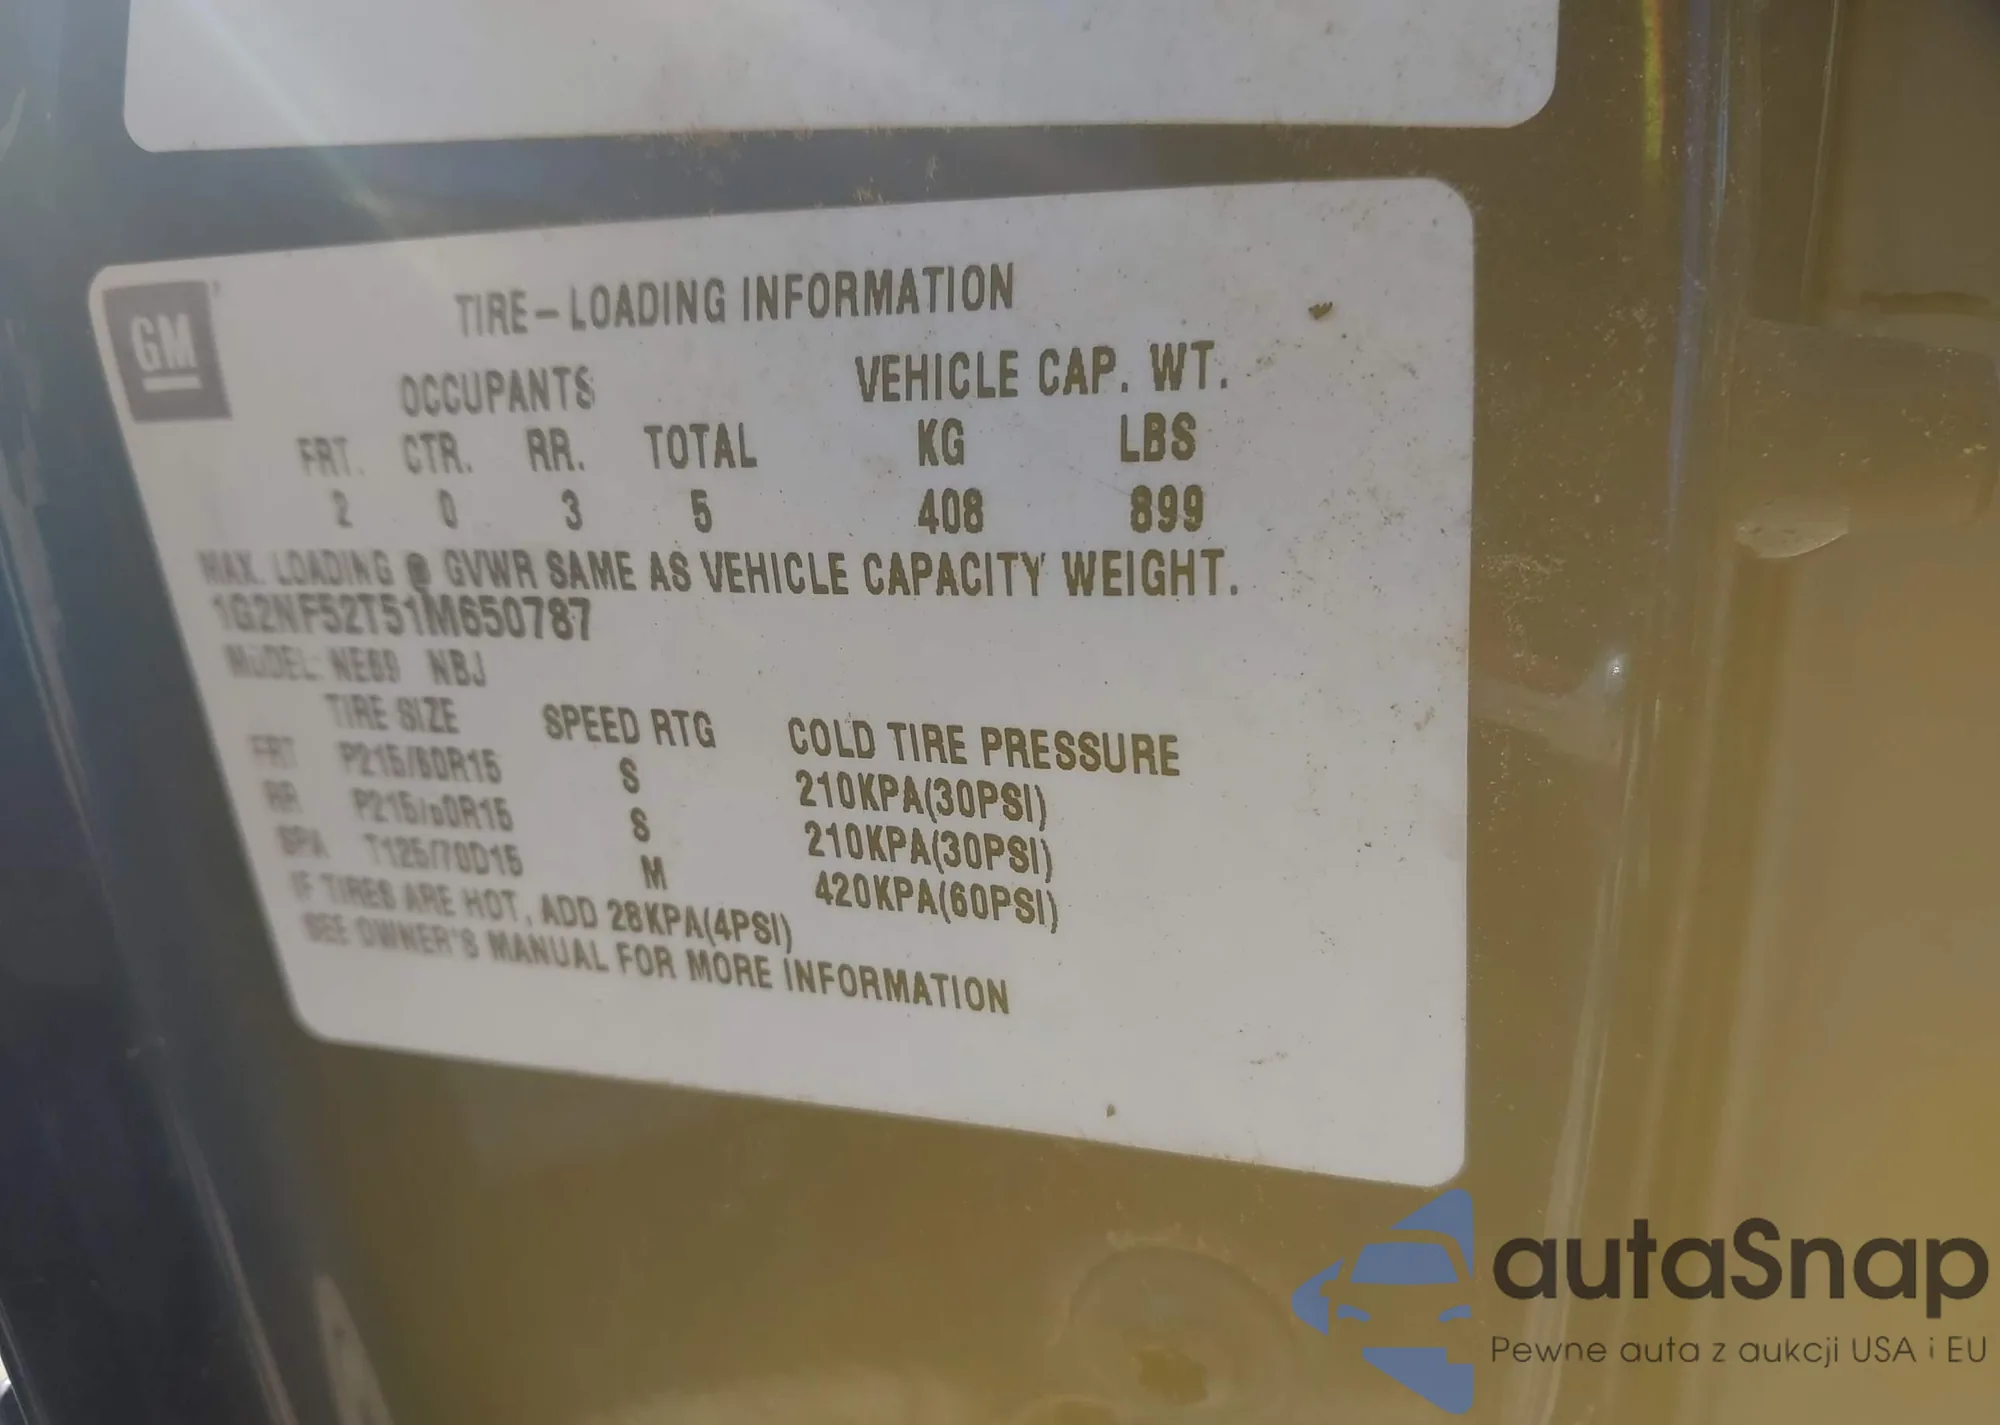 GM
TIRE-LOADING INFORMATION
OCCUPANTS VEHICLE CAP. WT.
FRT. CTR. RR. TOTAL KG LBS
2 0 3 5 408 899
MAX. LOADING @ GVWR SAME AS VEHICLE CAPACITY WEIGHT.
1G2NF52T51M650787
MODEL: NE69 NBJ
TIRE SIZE SPEED RTG COLD TIRE PRESSURE
FRT P215/60R15 S 210KPA(30PSI)
RR P215/60R15 S 210KPA(30PSI)
SPA T125/70D15 M 420KPA(60PSI)
IF TIRES ARE HOT, ADD 28KPA(4PSI)
SEE OWNER'S MANUAL FOR MORE INFORMATION
autaSnap
Pewne auta z aukcji USA i EU